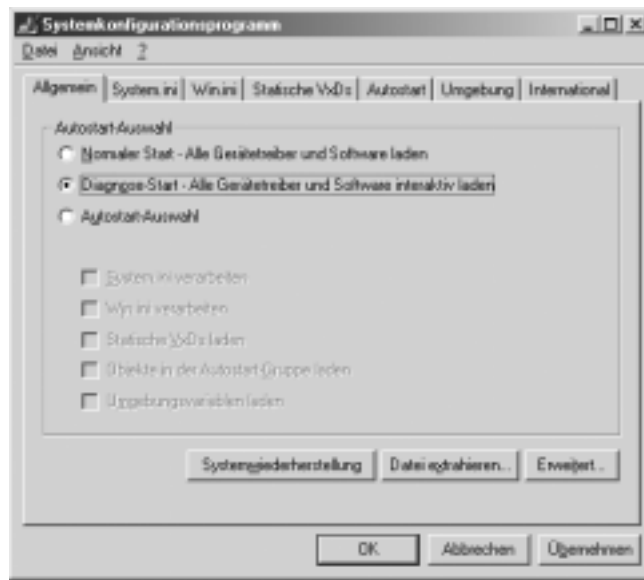 Systemkonfigurationsprogramm
Datei Ansicht ?
Allgemein System.ini Win.ini Statische VxDs Autostart Umgebung International
Autostart-Auswahl
Normaler Start - Alle Gerätetreiber und Software laden
Diagnose-Start - Alle Gerätetreiber und Software interaktiv laden
Autostart-Auswahl
System.ini verarbeiten
Win.ini verarbeiten
Statische VxDs laden
Objekte in der Autostart-Gruppe laden
Umgebungsvariablen laden
Systemwiederherstellung Datei extrahieren... Erweitert...
OK Abbrechen Übernehmen